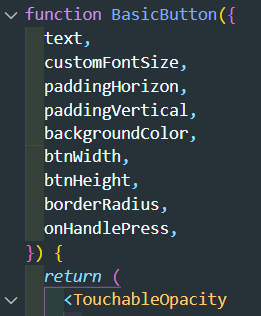 function BasicButton({
text,
customFontSize,
paddingHorizon,
paddingVertical,
backgroundColor,
btnWidth,
btnHeight,
borderRadius,
onHandlePress,
}) {
return (
<TouchableOpacity